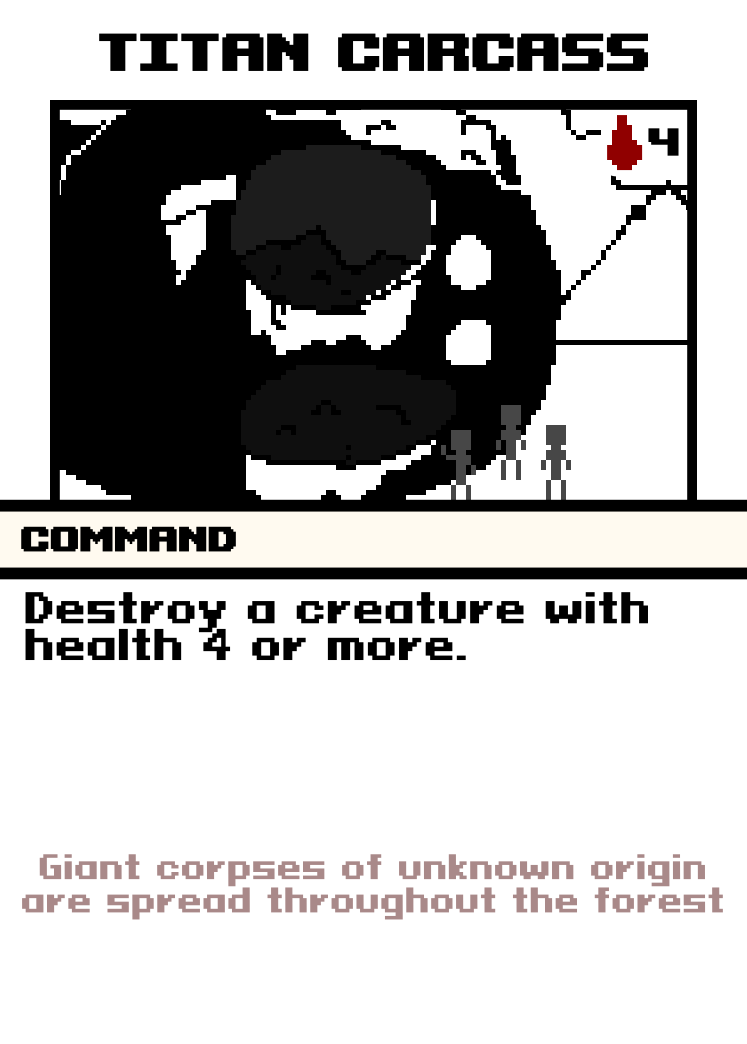 TITAN CARCASS
4
COMMAND
Destroy a creature with
health 4 or more.
Giant corpses of unknown origin
are spread throughout the forest